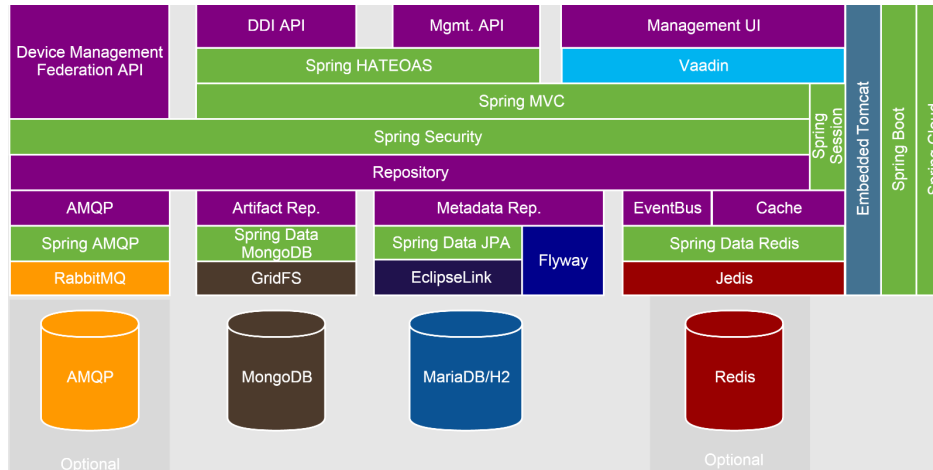 DDI API
Mgmt. API
Management UI
Device Management
Federation API
Spring HATEOAS
Vaadin
Spring MVC
Spring Security
Spring
Session
Repository
Embedded Tomcat
Spring Boot
Spring Cloud
AMQP
Artifact Rep.
Metadata Rep.
EventBus
Cache
Spring AMQP
Spring Data
MongoDB
Spring Data JPA
Flyway
Spring Data Redis
RabbitMQ
GridFS
EclipseLink
Jedis
AMQP
MongoDB
MariaDB/H2
Redis
Optional
Optional